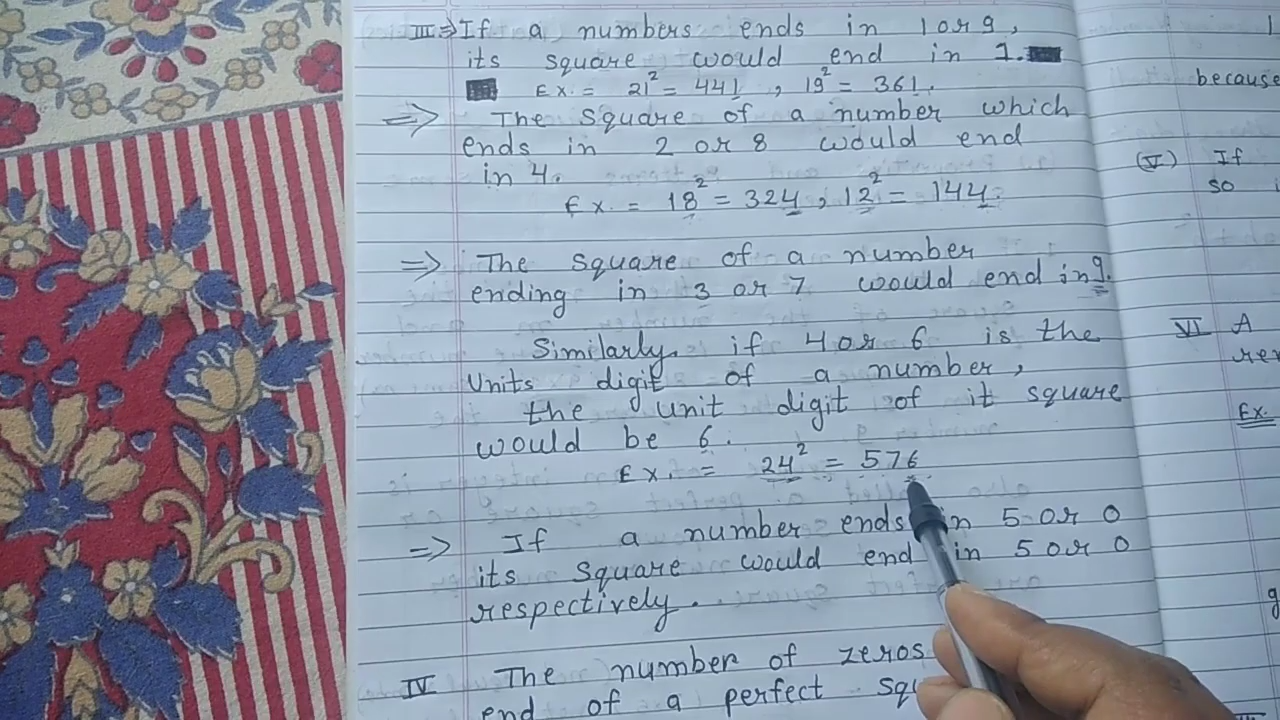 III ⇒ If a numbers ends in 1 or 9,
its square would end in 1.
Ex. = 21² = 441, 19² = 361.
⇒ The square of a number which
ends in 2 or 8 would end
in 4.
Ex. = 18² = 324, 12² = 144.
⇒ The square of a number
ending in 3 or 7 would end in 9.
Similarly. if 4 or 6 is the
units digit of a number,
the unit digit of it square
would be 6.
Ex. = 24² = 576
⇒ If a number ends in 5 or 0
its square would end in 5 or 0
respectively.
IV The number of zeros
end of a perfect squ
because
(V) If
so
VI A
Ex.